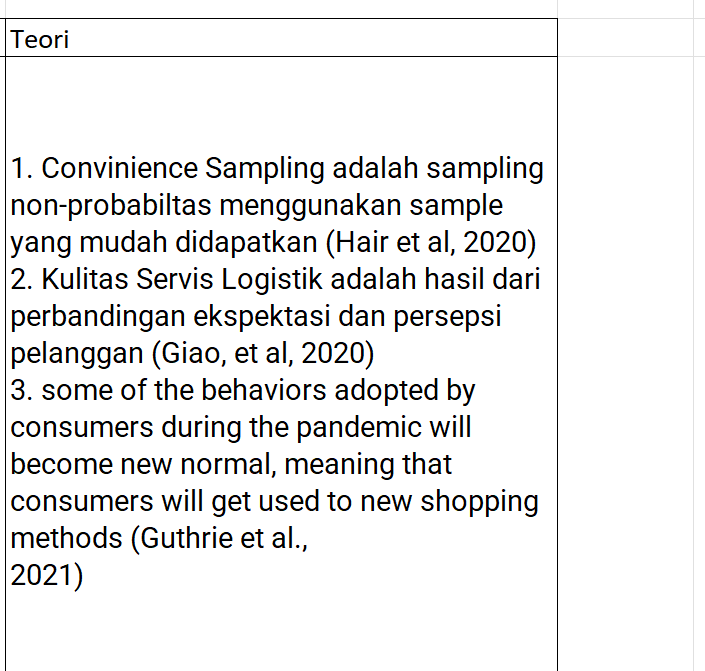 Teori
1. Convinience Sampling adalah sampling
non-probabiltas menggunakan sample
yang mudah didapatkan (Hair et al, 2020)
2. Kulitas Servis Logistik adalah hasil dari
perbandingan ekspektasi dan persepsi
pelanggan (Giao, et al, 2020)
3. some of the behaviors adopted by
consumers during the pandemic will
become new normal, meaning that
consumers will get used to new shopping
methods (Guthrie et al.,
2021)